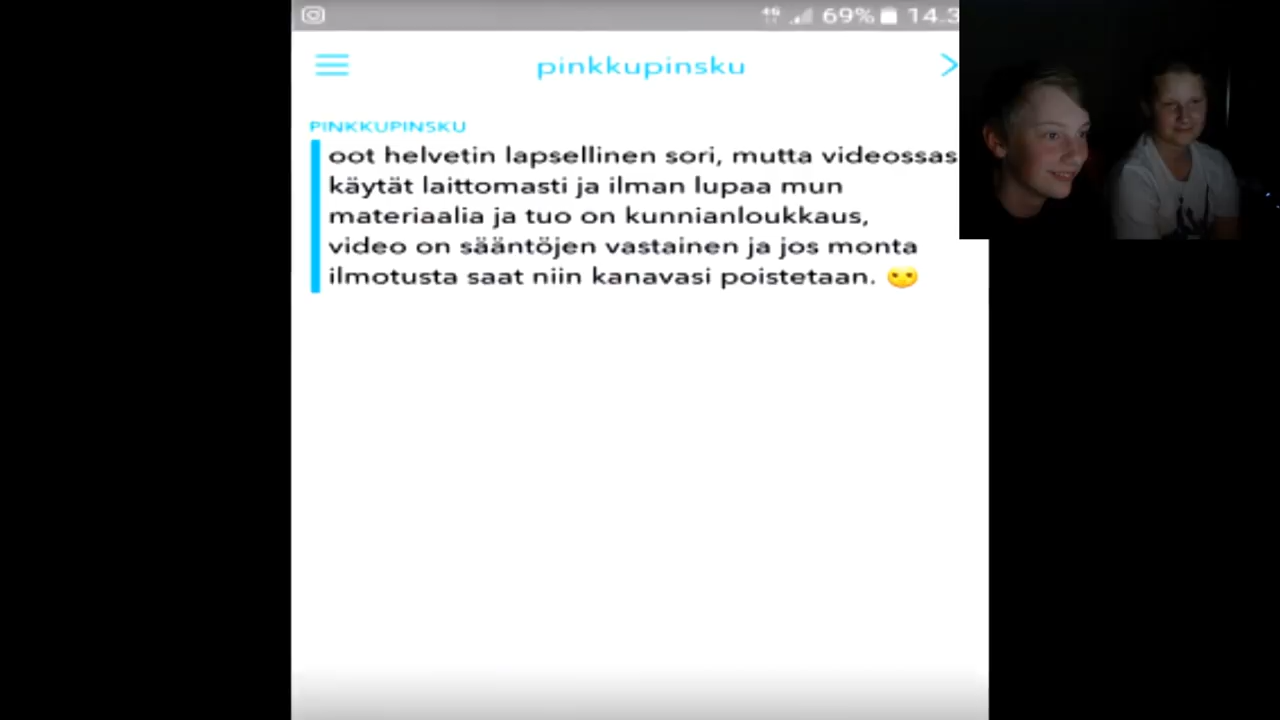 4G 69% 14.3
pinkkupinsku
PINKKUPINSKU
oot helvetin lapsellinen sori, mutta videossas
käytät laittomasti ja ilman lupaa mun
materiaalia ja tuo on kunnianloukkaus,
video on sääntöjen vastainen ja jos monta
ilmotusta saat niin kanavasi poistetaan. 😶